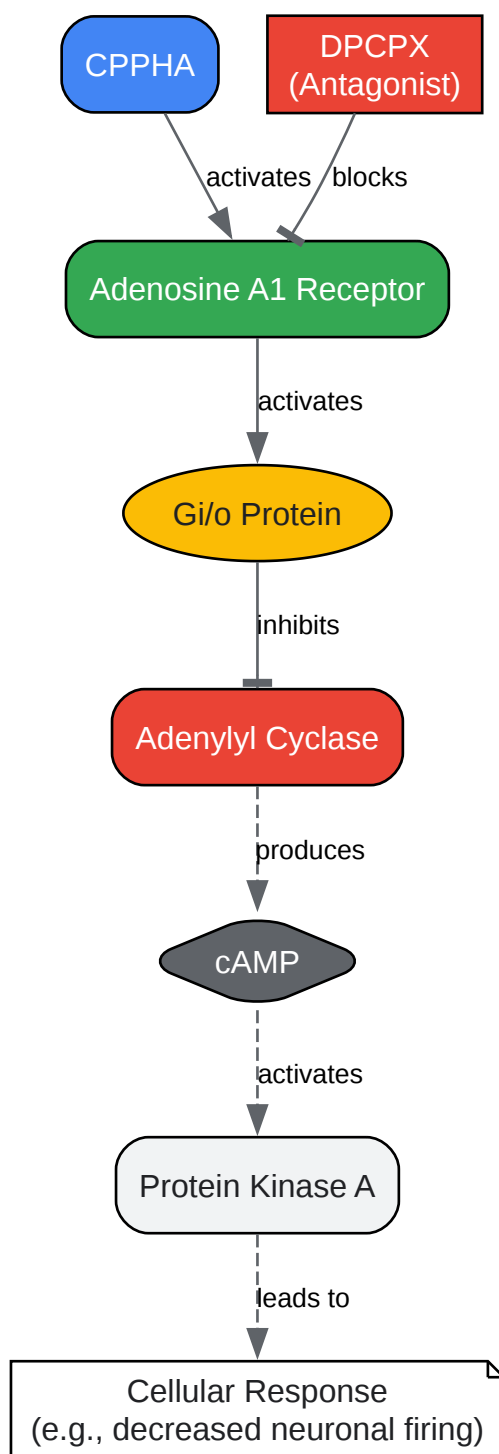 CPPHA
DPCPX
(Antagonist)
activates
blocks
Adenosine A1 Receptor
activates
Gi/o Protein
inhibits
Adenylyl Cyclase
produces
cAMP
activates
Protein Kinase A
leads to
Cellular Response
(e.g., decreased neuronal firing)